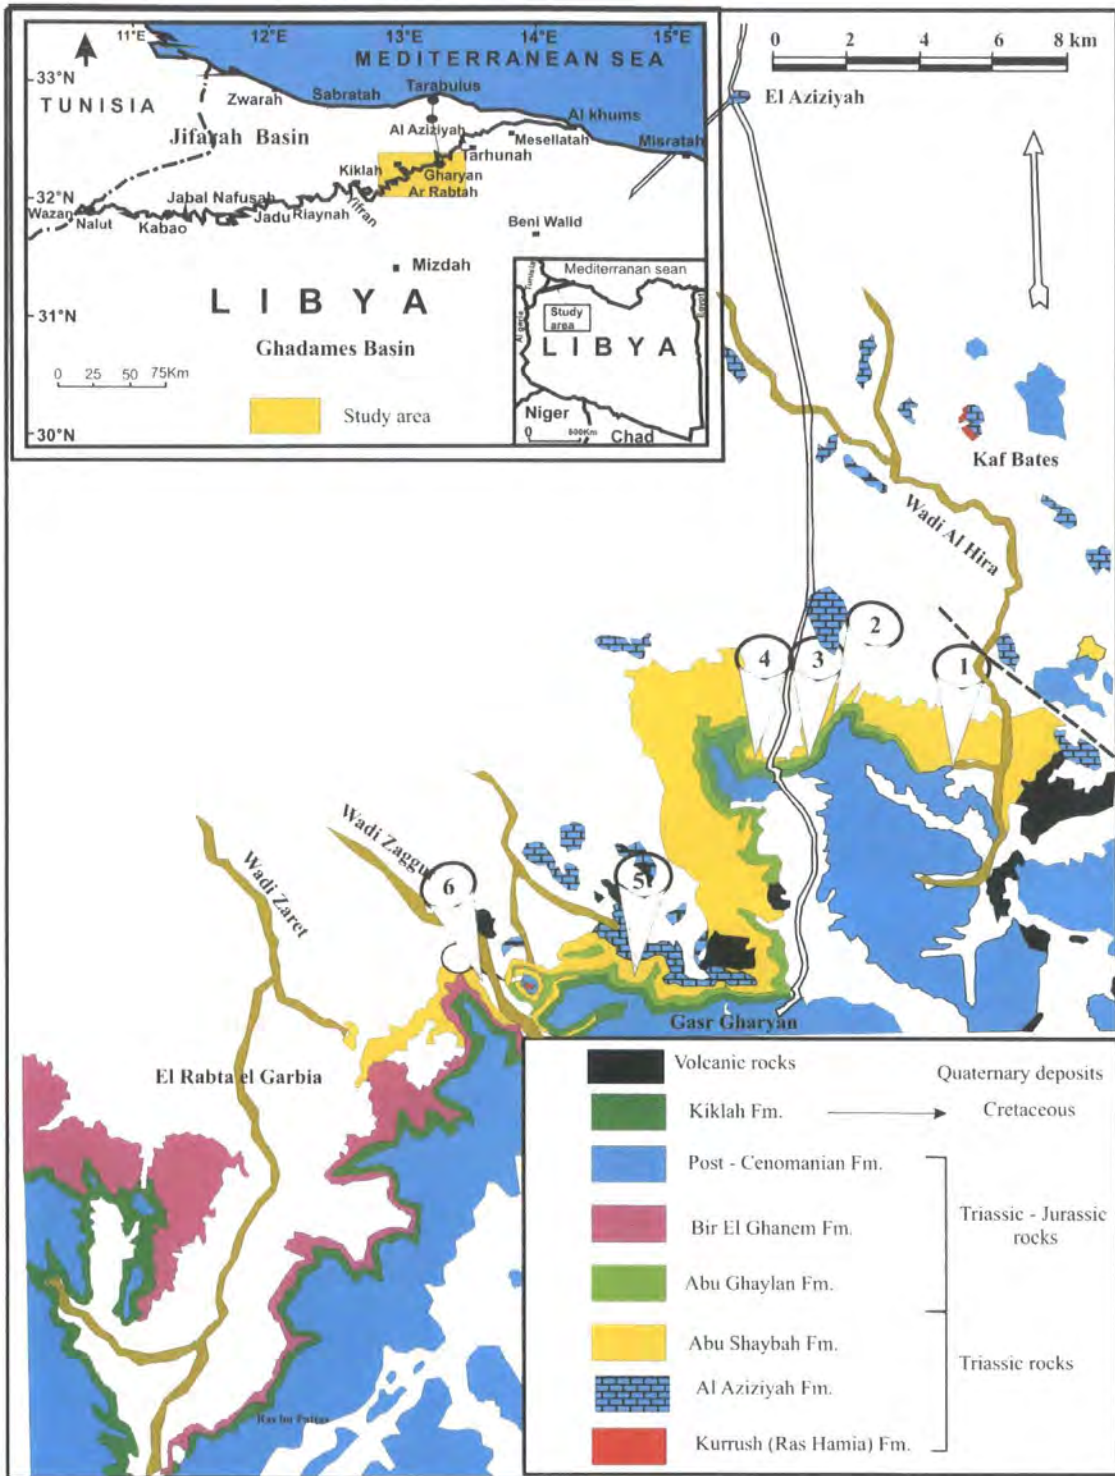 11°E 12°E 13°E 14°E 15°E
MEDITERRANEAN SEA
33°N
TUNISIA
Zwarah
Sabratah
Tarabulus
Jifarah Basin
Al Aziziyah
Al khums
Mesellatah
Misratah
Tarhunah
Kiklah
Gharyan
Ar Rabtah
32°N
Wazan
Nalut
Kabao
Jabal Nafusah
Jadu
Riaynah
Yifran
Beni Walid
Mizdah
LIBYA
31°N
Ghadames Basin
0 25 50 75Km
Study area
30°N
Mediterranan sean
Tunisia
Algeria
Egypt
Study
area
LIBYA
Niger
Chad
0 500Km
0 2 4 6 8 km
El Aziziyah
Kaf Bates
Wadi Al Hira
2
4 3 1
Wadi Zaggu
Wadi Zaret
6 5
Gasr Gharyan
El Rabta el Garbia
Volcanic rocks
Quaternary deposits
Kiklah Fm.
Cretaceous
Post - Cenomanian Fm.
Bir El Ghanem Fm.
Triassic - Jurassic
rocks
Abu Ghaylan Fm.
Abu Shaybah Fm.
Triassic rocks
Al Aziziyah Fm.
Kurrush (Ras Hamia) Fm.